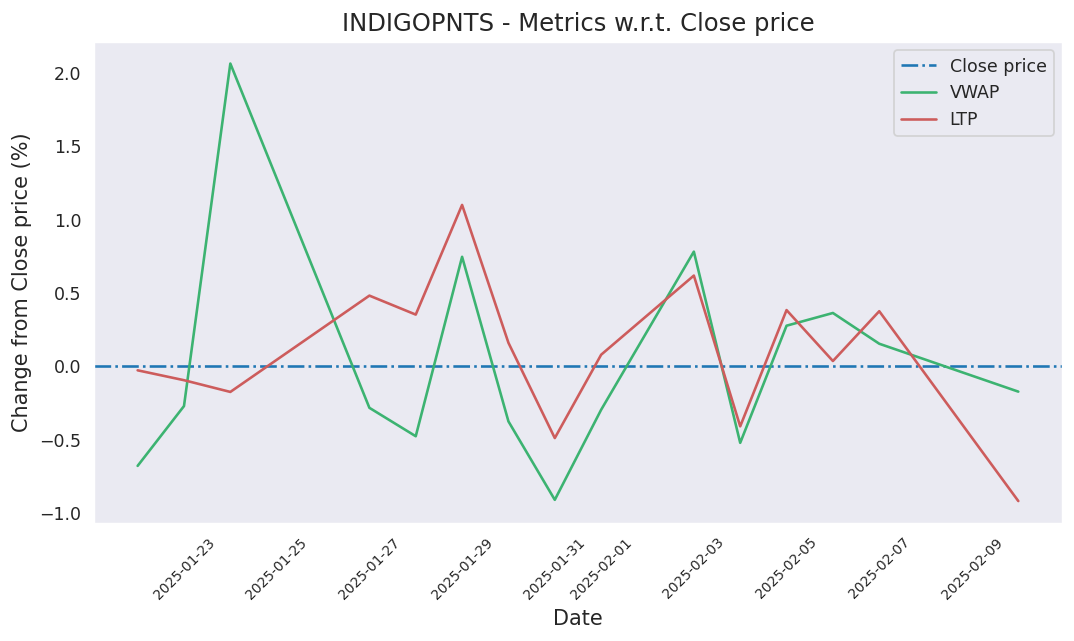 INDIGOPNTS - Metrics w.r.t. Close price
Close price
VWAP
LTP
Change from Close price (%)
2.0
1.5
1.0
0.5
0.0
−0.5
−1.0
2025-01-23
2025-01-25
2025-01-27
2025-01-29
2025-01-31
2025-02-01
2025-02-03
2025-02-05
2025-02-07
2025-02-09
Date